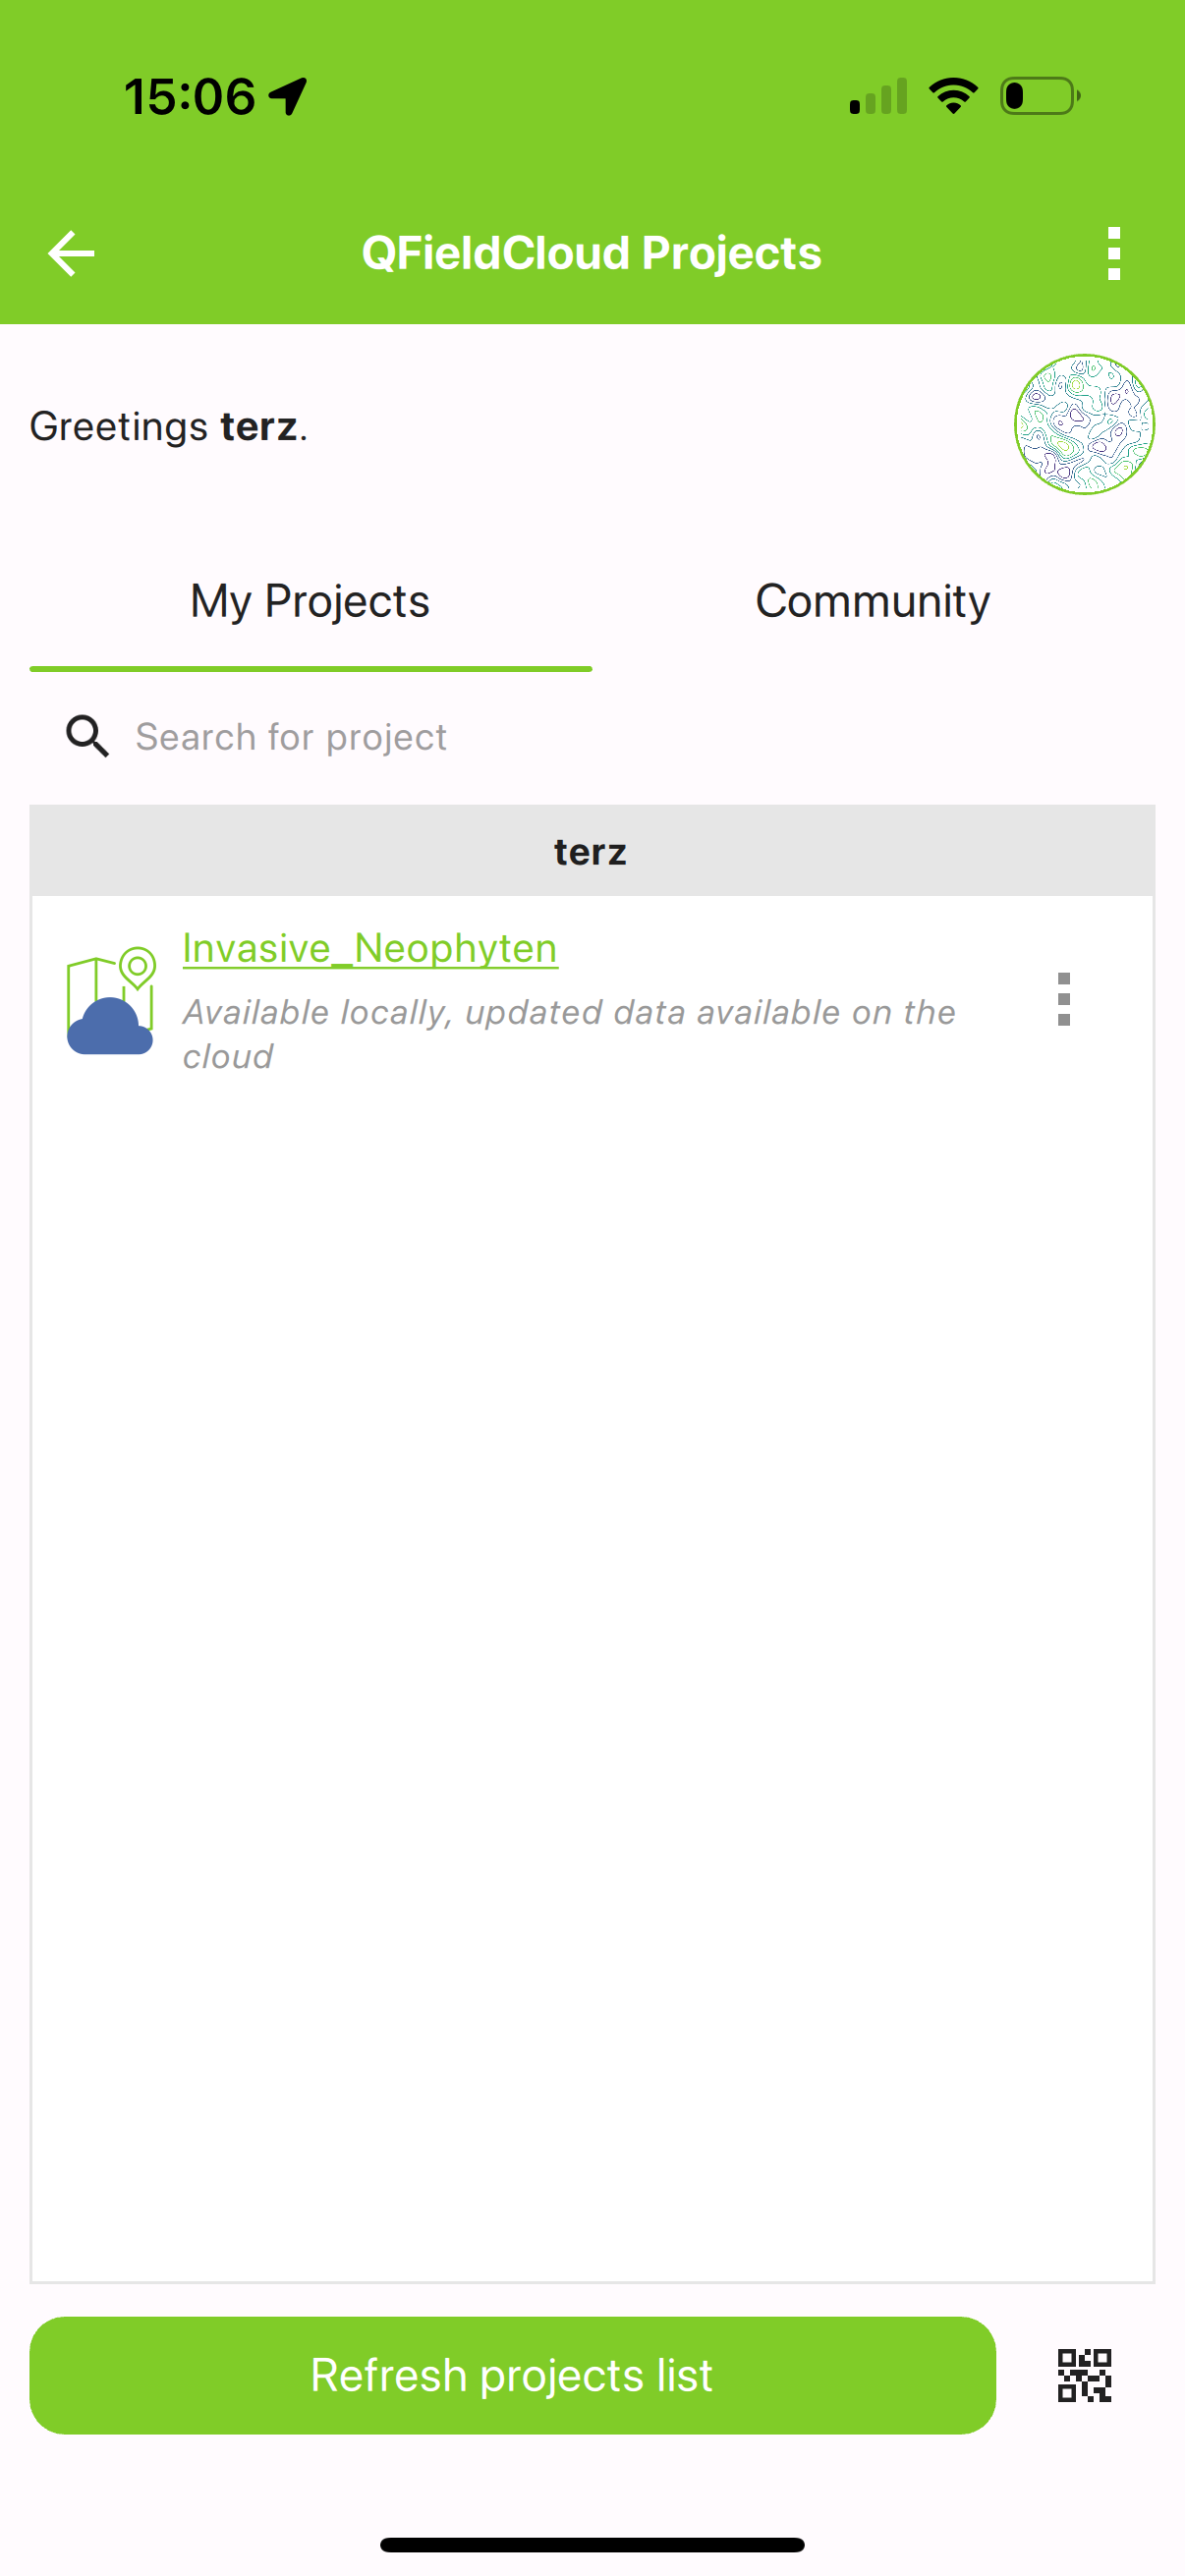 15:06
QFieldCloud Projects
Greetings terz.
My Projects
Community
Search for project
terz
Invasive_Neophyten
Available locally, updated data available on the
cloud
Refresh projects list